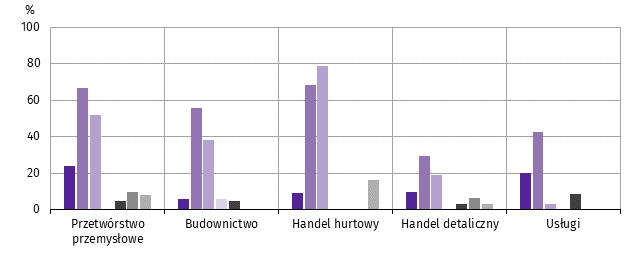 %
100
80
60
40
20
0
Przetwórstwo
przemysłowe
Budownictwo
Handel hurtowy
Handel detaliczny
Usługi